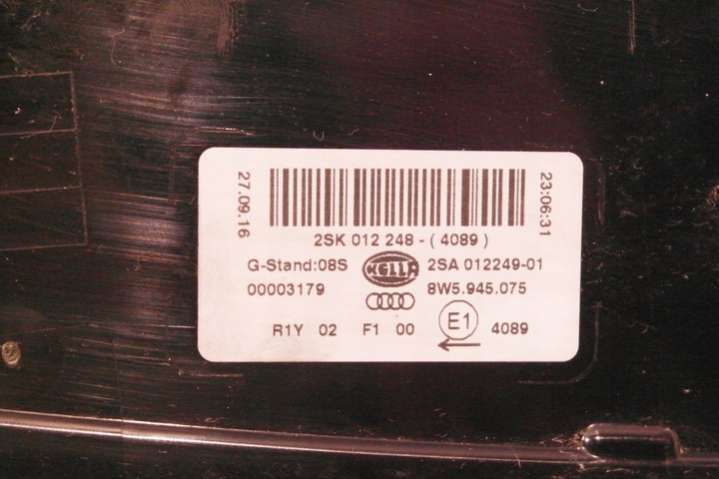 27.09.16
23:06:31
2SK 012 248 - ( 4089 )
G-Stand:08S HELLA 2SA 012249-01
00003179 8W5.945.075
R1Y 02 F1 00 E1 4089